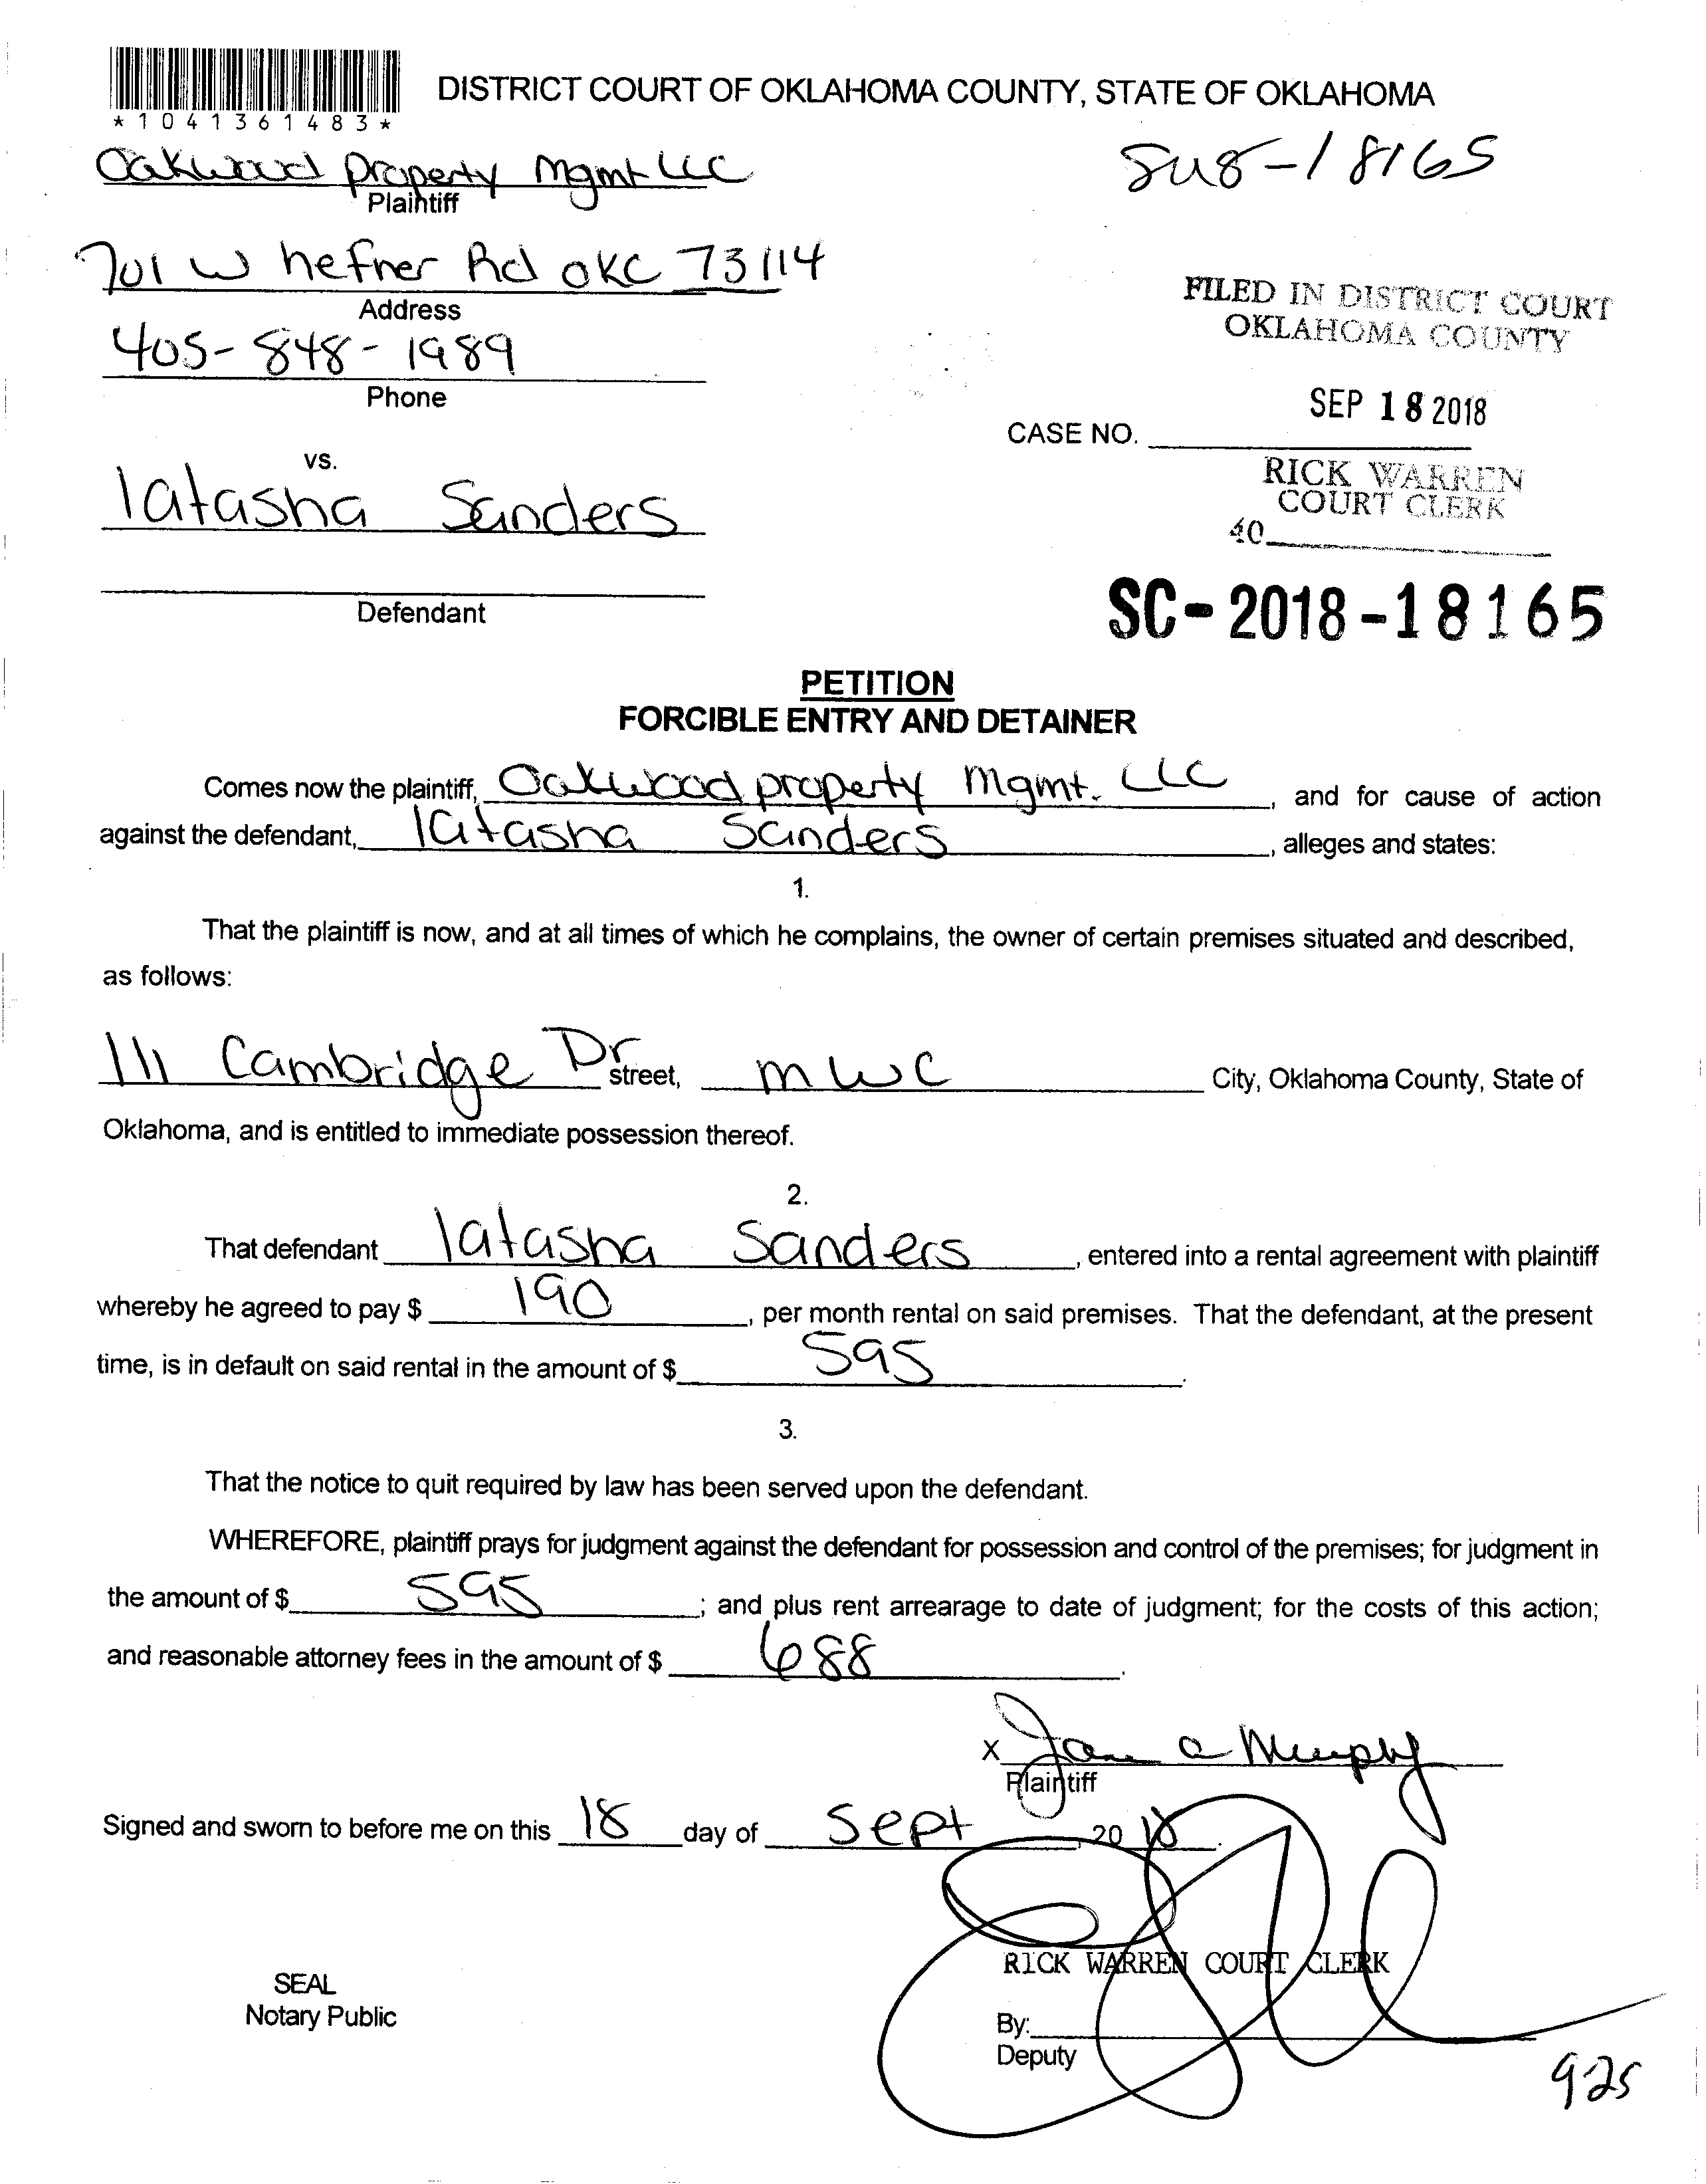 *1041361483*
DISTRICT COURT OF OKLAHOMA COUNTY, STATE OF OKLAHOMA
Oakwood property Mgmt LLC
Plaintiff
-18165
701 W hefner Rd OKC 73114
Address
FILED IN DISTRICT COURT
OKLAHOMA COUNTY
405-848-1989
Phone
SEP 18 2018
CASE NO.
vs.
RICK WARREN
COURT CLERK
latasha Sanders
40
Defendant
SC-2018-18165
PETITION
FORCIBLE ENTRY AND DETAINER
Comes now the plaintiff, Oakwood property Mgmt. LLC, and for cause of action
against the defendant, latasha Sanders, alleges and states:
1.
That the plaintiff is now, and at all times of which he complains, the owner of certain premises situated and described,
as follows:
111 Cambridge Dr street, mwc City, Oklahoma County, State of
Oklahoma, and is entitled to immediate possession thereof.
2.
That defendant latasha Sanders, entered into a rental agreement with plaintiff
whereby he agreed to pay $ 190, per month rental on said premises. That the defendant, at the present
time, is in default on said rental in the amount of $ 595.
3.
That the notice to quit required by law has been served upon the defendant.
WHEREFORE, plaintiff prays for judgment against the defendant for possession and control of the premises; for judgment in
the amount of $ 595; and plus rent arrearage to date of judgment; for the costs of this action;
and reasonable attorney fees in the amount of $ 688.
x Jane a Murphy
Plaintiff
Signed and sworn to before me on this 18 day of Sept, 20 18.
RICK WARREN COURT CLERK
SEAL
Notary Public
By:
Deputy
925